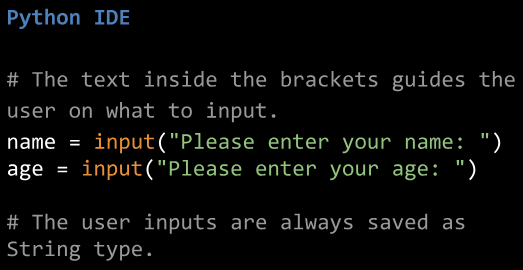 Python IDE
# The text inside the brackets guides the
user on what to input.
name = input("Please enter your name: ")
age = input("Please enter your age: ")
# The user inputs are always saved as
String type.